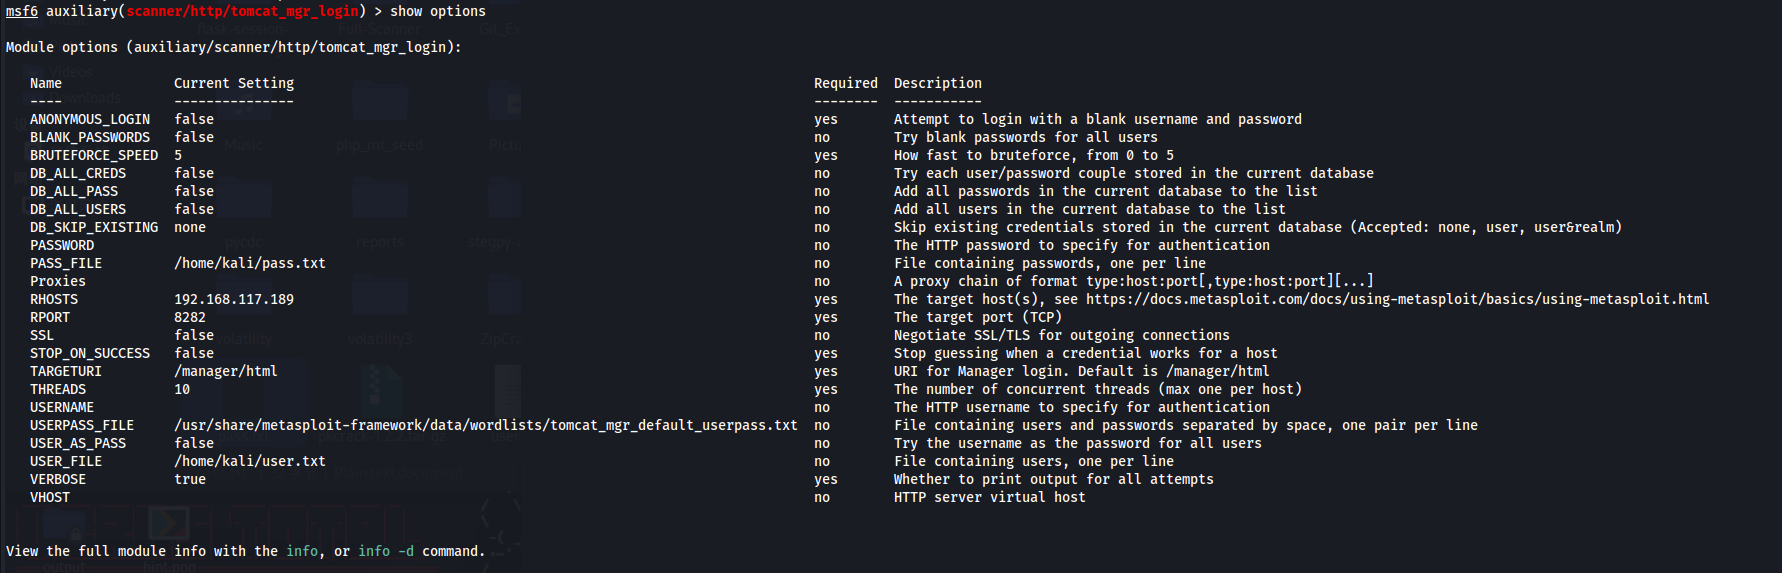 msf6 auxiliary(scanner/http/tomcat_mgr_login) > show options
Module options (auxiliary/scanner/http/tomcat_mgr_login):
Name Current Setting Required Description
---- --------------- -------- -----------
ANONYMOUS_LOGIN false yes Attempt to login with a blank username and password
BLANK_PASSWORDS false no Try blank passwords for all users
BRUTEFORCE_SPEED 5 yes How fast to bruteforce, from 0 to 5
DB_ALL_CREDS false no Try each user/password couple stored in the current database
DB_ALL_PASS false no Add all passwords in the current database to the list
DB_ALL_USERS false no Add all users in the current database to the list
DB_SKIP_EXISTING none no Skip existing credentials stored in the current database (Accepted: none, user, user&realm)
PASSWORD no The HTTP password to specify for authentication
PASS_FILE /home/kali/pass.txt no File containing passwords, one per line
Proxies no A proxy chain of format type:host:port[,type:host:port][...]
RHOSTS 192.168.117.189 yes The target host(s), see https://docs.metasploit.com/docs/using-metasploit/basics/using-metasploit.html
RPORT 8282 yes The target port (TCP)
SSL false no Negotiate SSL/TLS for outgoing connections
STOP_ON_SUCCESS false yes Stop guessing when a credential works for a host
TARGETURI /manager/html yes URI for Manager login. Default is /manager/html
THREADS 10 yes The number of concurrent threads (max one per host)
USERNAME no The HTTP username to specify for authentication
USERPASS_FILE /usr/share/metasploit-framework/data/wordlists/tomcat_mgr_default_userpass.txt no File containing users and passwords separated by space, one pair per line
USER_AS_PASS false no Try the username as the password for all users
USER_FILE /home/kali/user.txt no File containing users, one per line
VERBOSE true yes Whether to print output for all attempts
VHOST no HTTP server virtual host
View the full module info with the info, or info -d command.